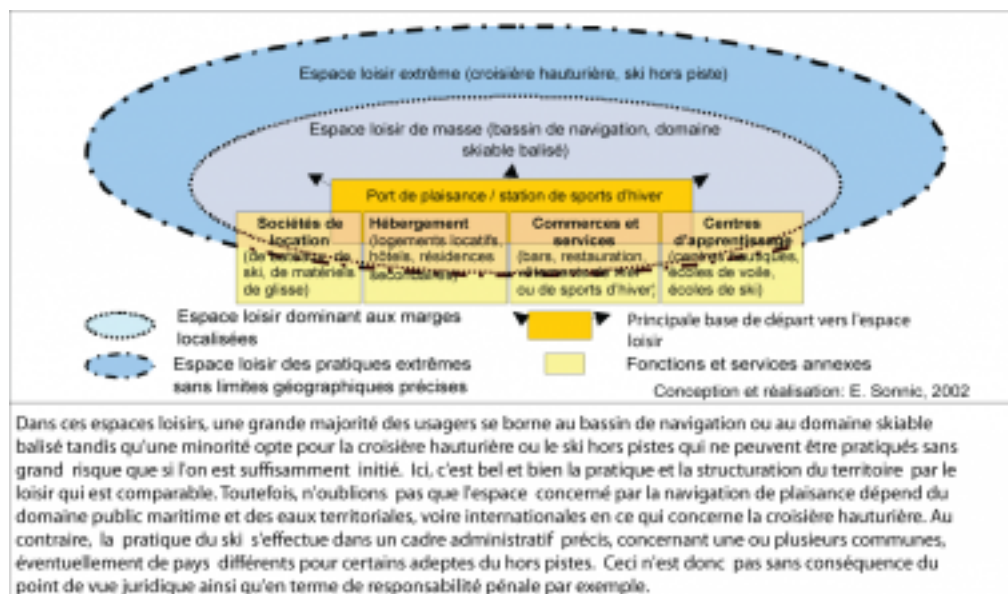 Espace loisir extrême (croisière hauturière, ski hors piste)
Espace loisir de masse (bassin de navigation, domaine
skiable balisé)
Port de plaisance / station de sports d'hiver
Sociétés de
location
(de de
ski, de matériels
de glisse)
Hébergement
(logements locatifs,
hôtels, résidences
secondaires)
Commerces et
services
(bars, restauration,
ou de sports d'hiver)
Centres
d'apprentissage
(centres nautiques,
écoles de voile,
écoles de ski)
Espace loisir dominant aux marges
localisées
Espace loisir des pratiques extrêmes
sans limites géographiques précises
Principale base de départ vers l'espace
loisir
Fonctions et services annexes
Conception et réalisation: E. Sonnic, 2002
Dans ces espaces loisirs, une grande majorité des usagers se borne au bassin de navigation ou au domaine skiable
balisé tandis qu'une minorité opte pour la croisière hauturière ou le ski hors pistes qui ne peuvent être pratiqués sans
grand risque que si l'on est suffisamment initié. Ici, c'est bel et bien la pratique et la structuration du territoire par le
loisir qui est comparable. Toutefois, n'oublions pas que l'espace concerné par la navigation de plaisance dépend du
domaine public maritime et des eaux territoriales, voire internationales en ce qui concerne la croisière hauturière. Au
contraire, la pratique du ski s'effectue dans un cadre administratif précis, concernant une ou plusieurs communes,
éventuellement de pays différents pour certains adeptes du hors pistes. Ceci n'est donc pas sans conséquence du
point de vue juridique ainsi qu'en terme de responsabilité pénale par exemple.